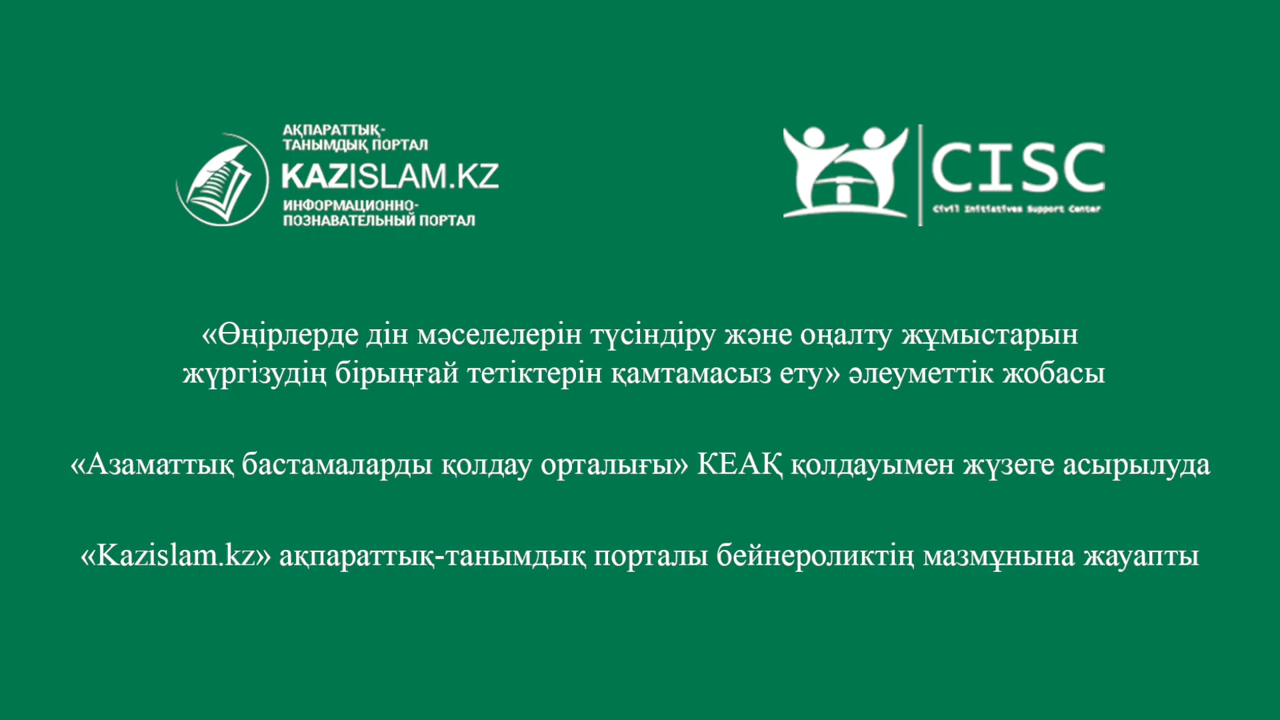 АҚПАРАТТЫҚ-
ТАНЫМДЫҚ ПОРТАЛ
KAZISLAM.KZ
ИНФОРМАЦИОННО-
ПОЗНАВАТЕЛЬНЫЙ ПОРТАЛ
CISC
Civil Initiatives Support Center
«Өңірлерде дін мәселелерін түсіндіру және оңалту жұмыстарын
жүргізудің бірыңғай тетіктерін қамтамасыз ету» әлеуметтік жобасы
«Азаматтық бастамаларды қолдау орталығы» КЕАҚ қолдауымен жүзеге асырылуда
«Kazislam.kz» ақпараттық-танымдық порталы бейнероликтің мазмұнына жауапты